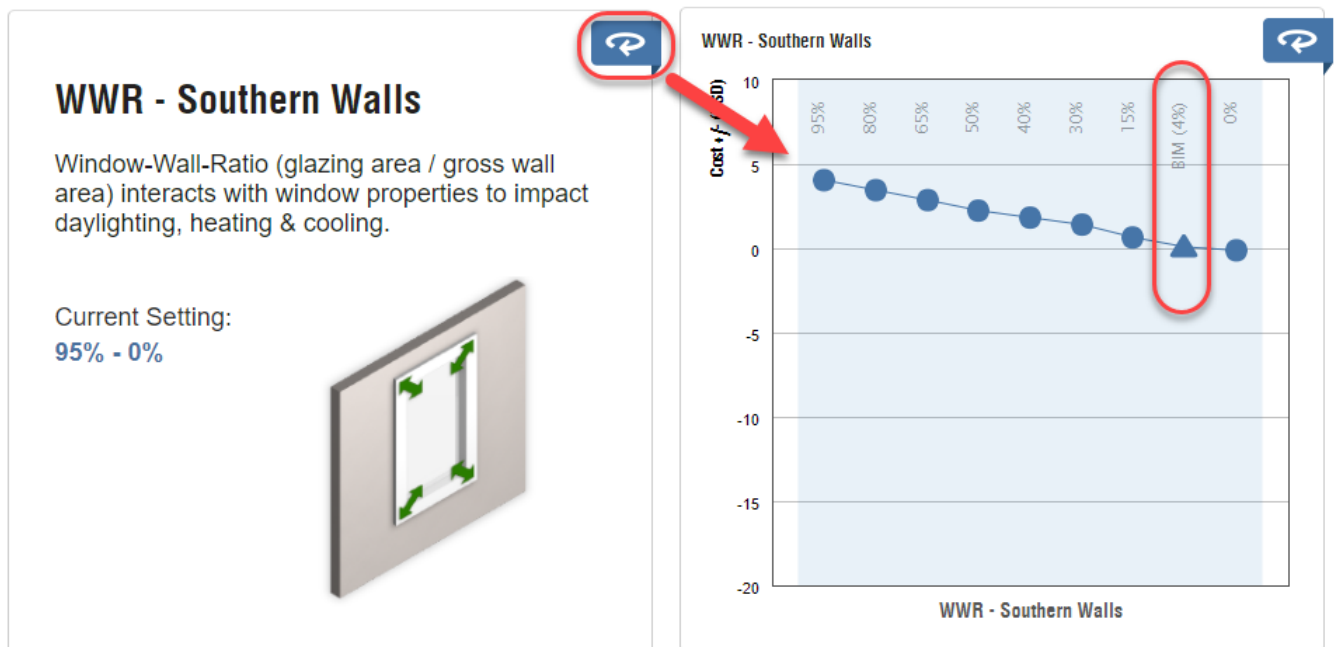 WWR - Southern Walls
Window-Wall-Ratio (glazing area / gross wall
area) interacts with window properties to impact
daylighting, heating & cooling.
Current Setting:
95% - 0%
WWR - Southern Walls
Cost +/-
10
5
0
-5
-10
-15
-20
95%
80%
65%
50%
40%
30%
15%
BIM (4%)
0%
WWR - Southern Walls